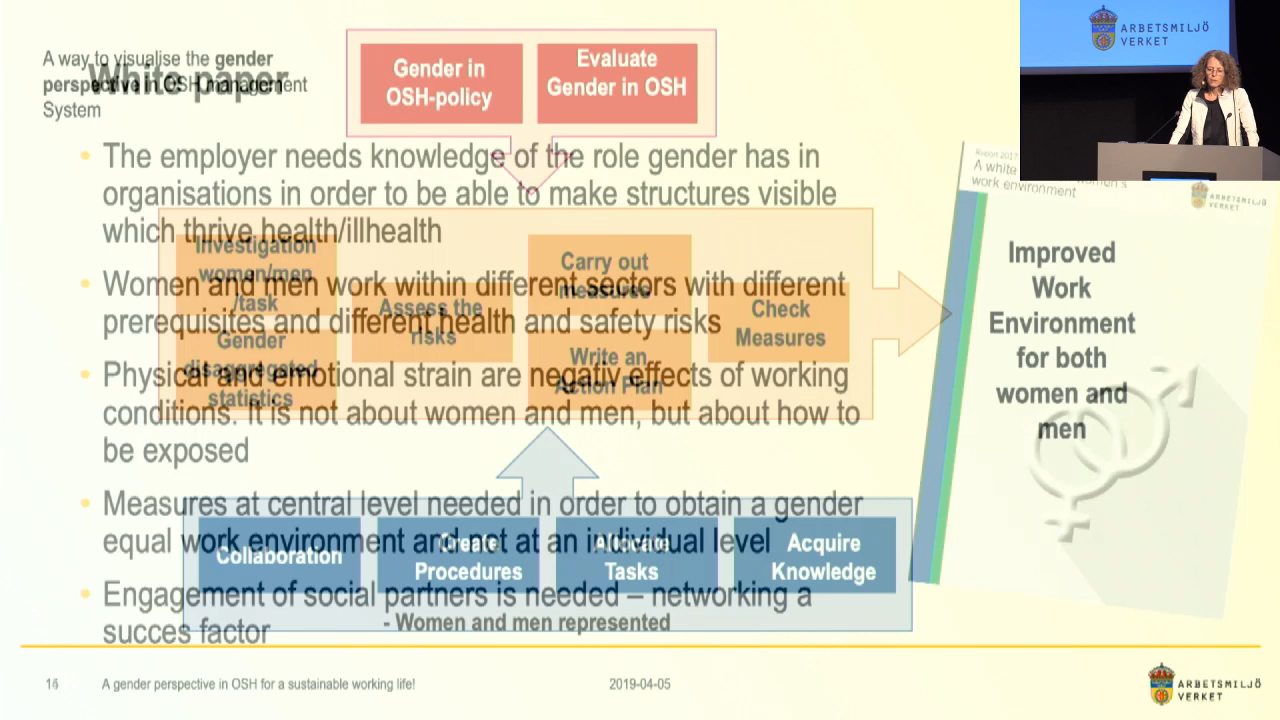 A way to visualise the gender
perspective in OSH management
System
White paper
Gender in
OSH-policy
Evaluate
Gender in OSH
ARBETSMILJÖ
VERKET
The employer needs knowledge of the role gender has in
organisations in order to be able to make structures visible
which thrive health/illhealth
Women and men work within different sectors with different
prerequisites and different health and safety risks
Physical and emotional strain are negativ effects of working
conditions. It is not about women and men, but about how to
be exposed
Measures at central level needed in order to obtain a gender
equal work environment and not at an individual level
Engagement of social partners is needed – networking a
succes factor
Investigation
women/men
/task
Gender
disaggregated
statistics
Assess the
risks
Carry out
measures
Write an
Action Plan
Check
Measures
Collaboration
Create
Procedures
Allocate
Tasks
Acquire
Knowledge
- Women and men represented
Report 2017
A white
women's
work environment
ARBETSMILJÖ
VERKET
Improved
Work
Environment
for both
women and
men
A gender perspective in OSH for a sustainable working life!
2019-04-05
ARBETSMILJÖ
VERKET